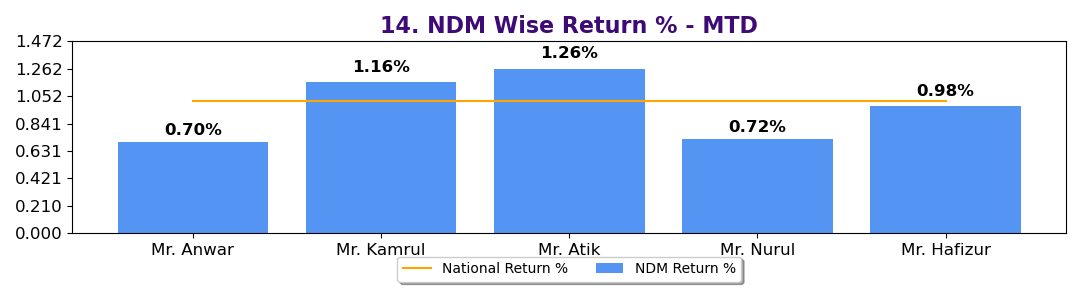 14. NDM Wise Return % - MTD
1.472
1.262
1.052
0.841
0.631
0.421
0.210
0.000
0.70%
1.16%
1.26%
0.72%
0.98%
Mr. Anwar
Mr. Kamrul
Mr. Atik
Mr. Nurul
Mr. Hafizur
National Return %
NDM Return %